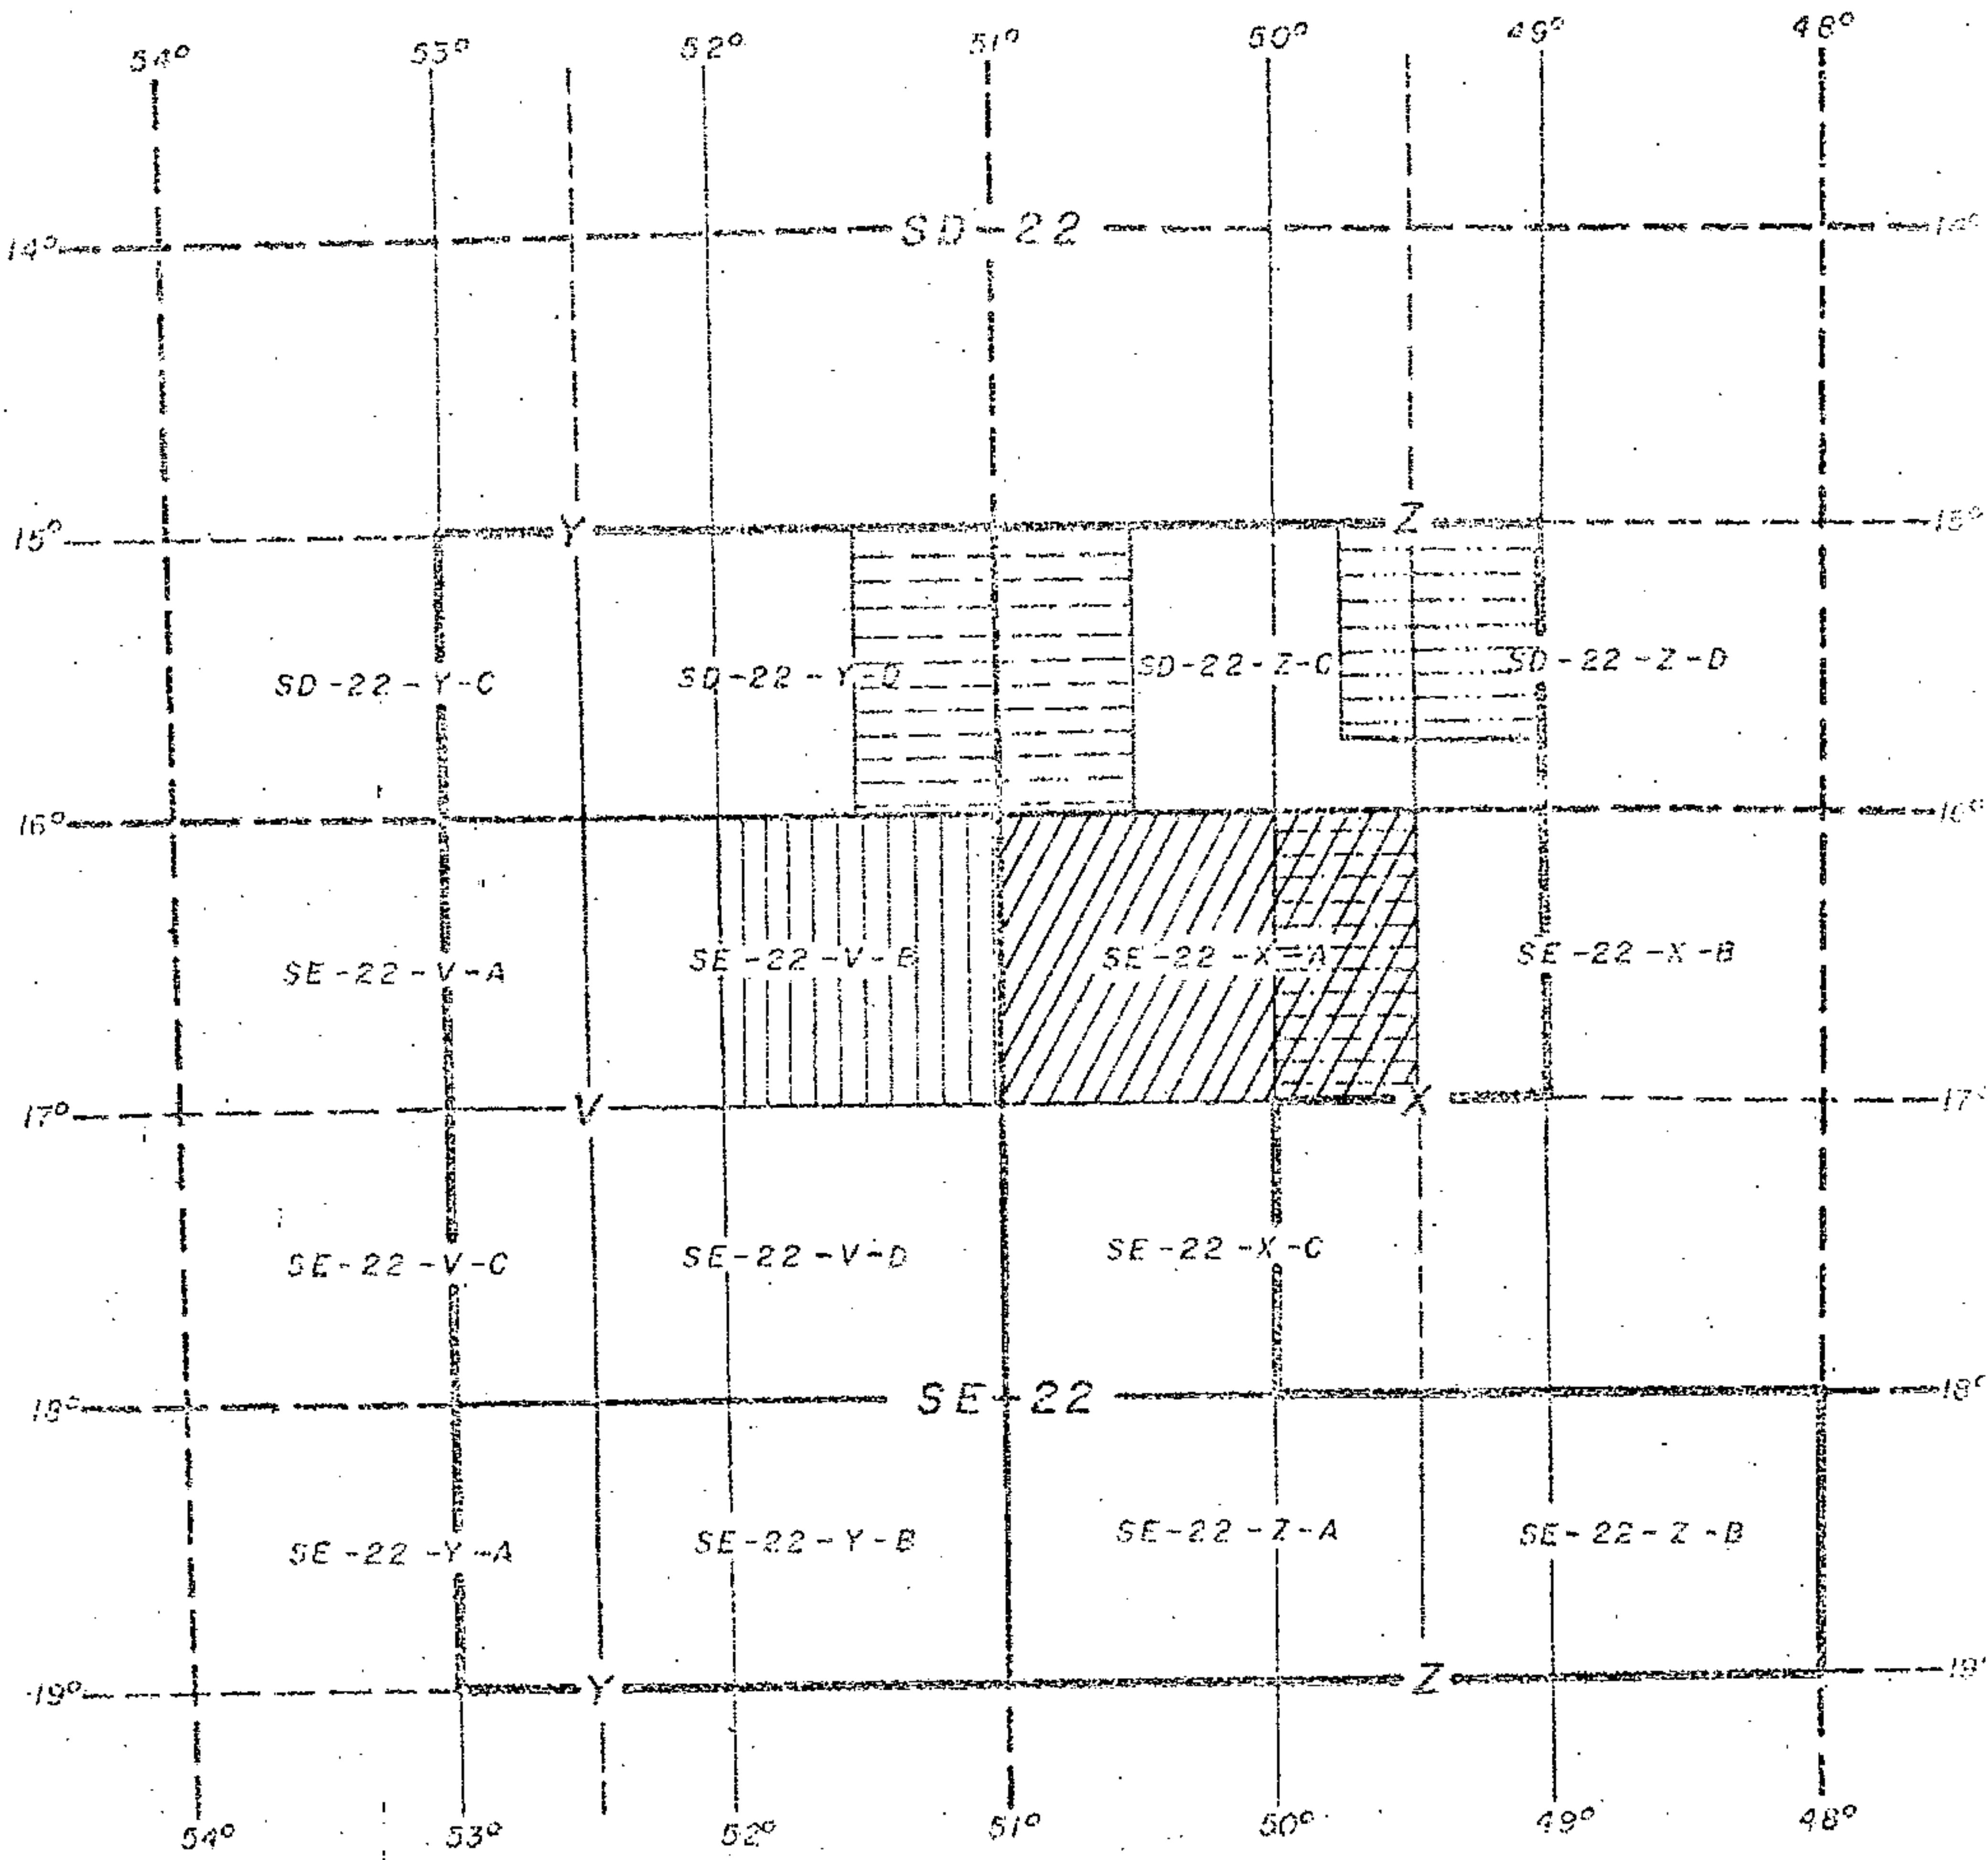 54° 53° 52° 51° 50° 49° 48°
14° SD-22 14°
15° Y Z 15°
SD-22-Y-C SD-22-Y-D SD-22-Z-C SD-22-Z-D
16° 16°
SE-22-V-A SE-22-V-B SE-22-X-A SE-22-X-B
17° V X 17°
SE-22-V-C SE-22-V-D SE-22-X-C
18° SE-22 18°
SE-22-Y-A SE-22-Y-B SE-22-Z-A SE-22-Z-B
19° Y Z 19°
54° 53° 52° 51° 50° 49° 48°